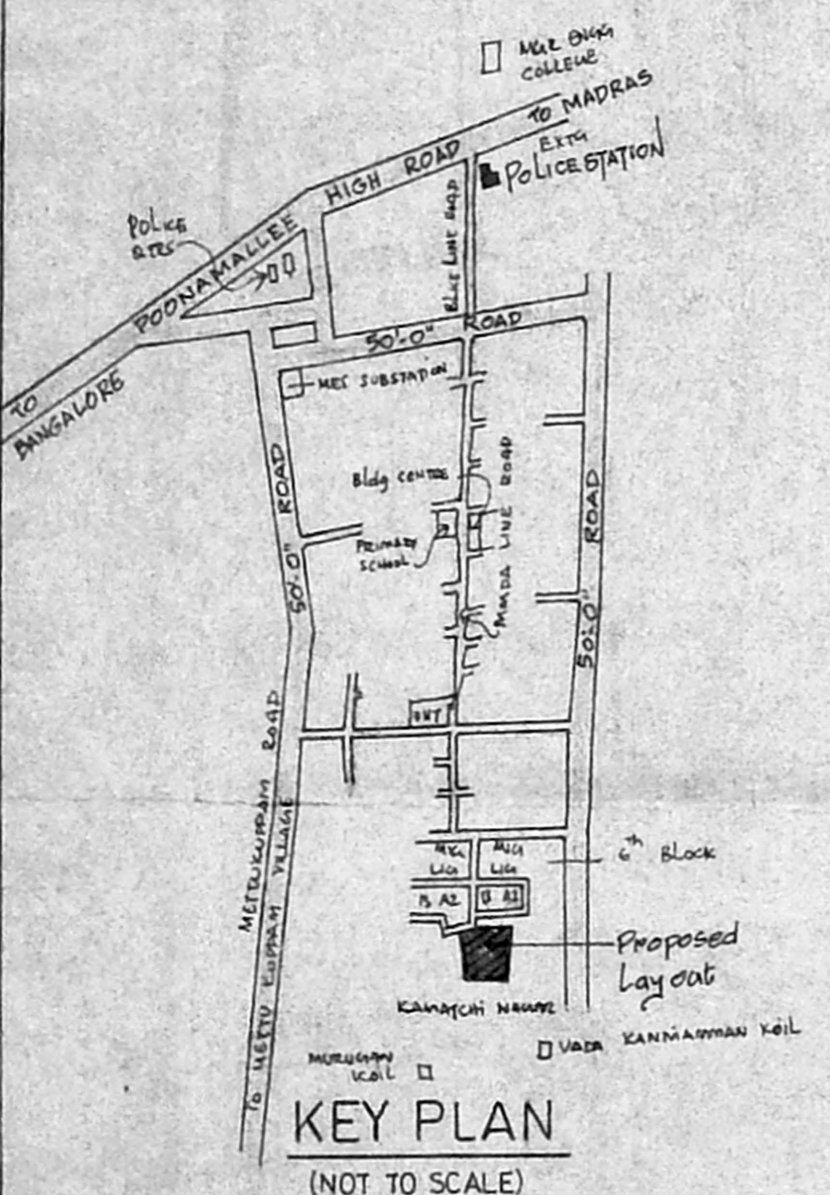 MGR ENGG
COLLEGE
TO MADRAS
EXTG
POLICE STATION
POONAMALLEE HIGH ROAD
POLICE
QTRS
TO
BANGALORE
LINE ROAD
50'-0" ROAD
MES SUBSTATION
50'-0" ROAD
Bldg CENTRE
PRIMARY
SCHOOL
MMDA LINE ROAD
50'-0" ROAD
OHT
METTUKUPPAM ROAD
TO METTU KUPPAM VILLAGE
MIG
LIG
MIG
LIG
B A2
B A2
6th BLOCK
Proposed
Layout
KAMATCHI NAGAR
VADA KANNIAMMAN KOIL
MURUGAN
KOIL
KEY PLAN
(NOT TO SCALE)